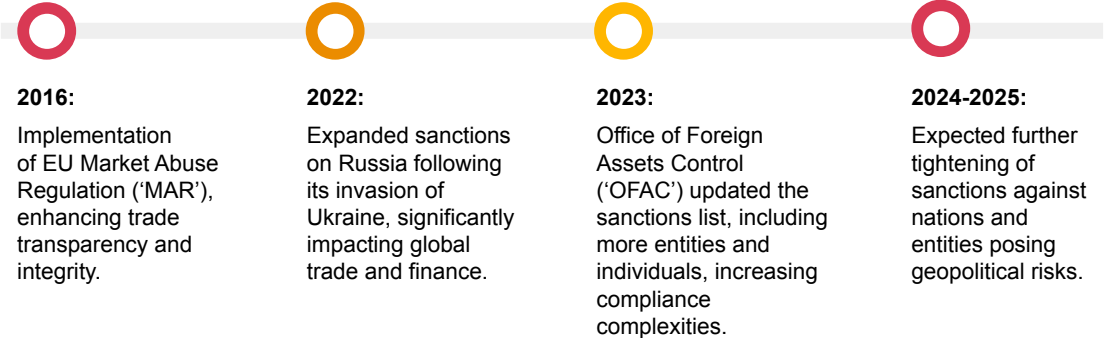 2016:
Implementation
of EU Market Abuse
Regulation (‘MAR’),
enhancing trade
transparency and
integrity.
2022:
Expanded sanctions
on Russia following
its invasion of
Ukraine, significantly
impacting global
trade and finance.
2023:
Office of Foreign
Assets Control
(‘OFAC’) updated the
sanctions list, including
more entities and
individuals, increasing
compliance
complexities.
2024-2025:
Expected further
tightening of
sanctions against
nations and
entities posing
geopolitical risks.